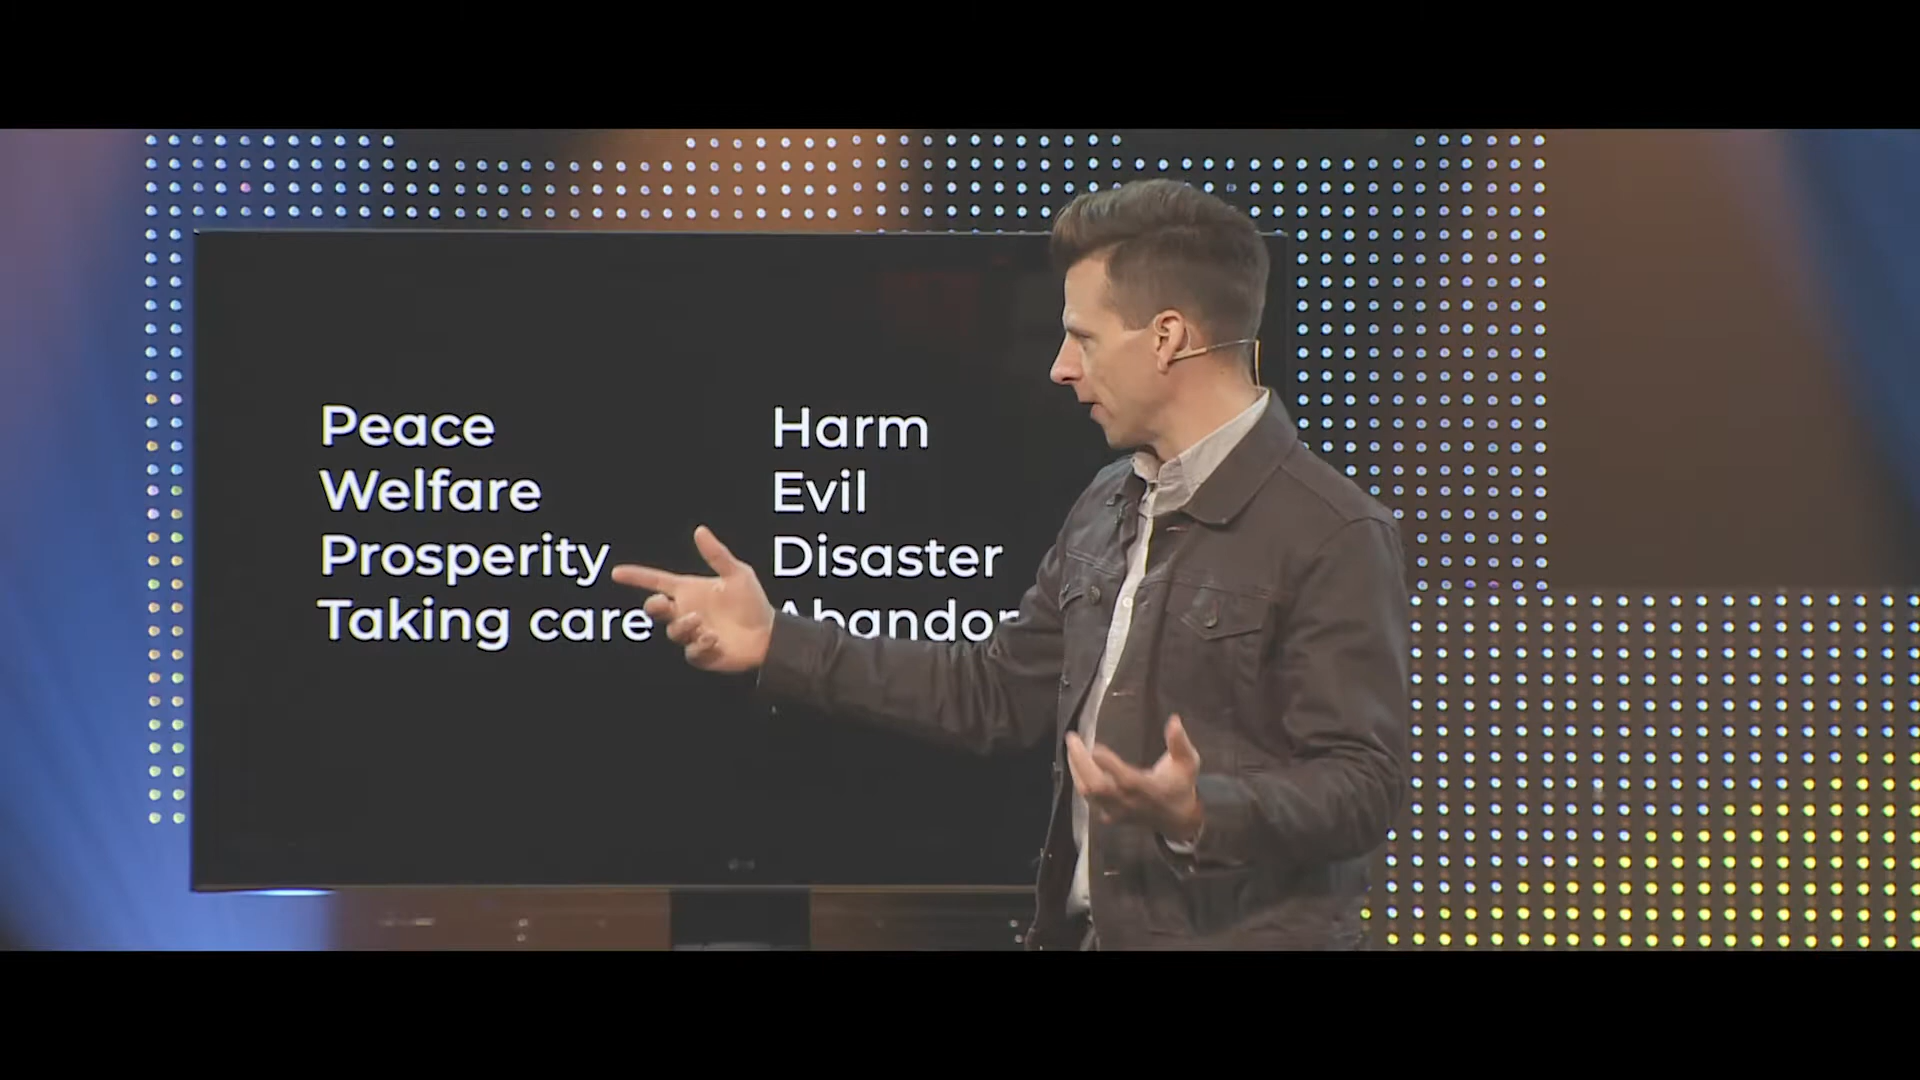 Peace
Welfare
Prosperity
Taking care
Harm
Evil
Disaster